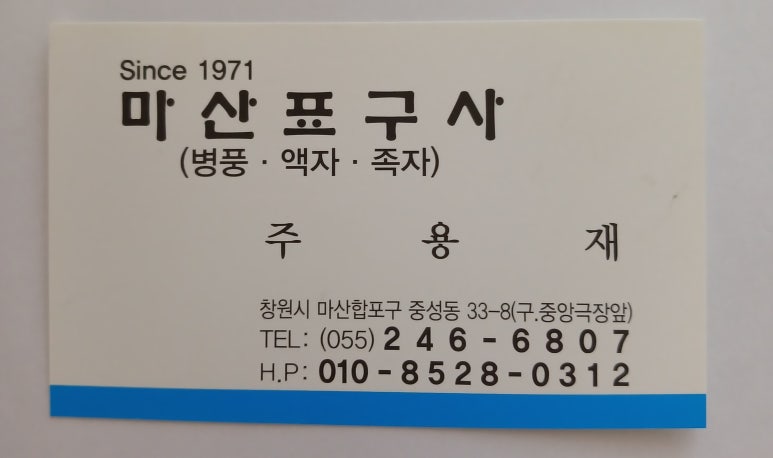 Since 1971
마산표구사
(병풍 · 액자 · 족자)
주 용 재
창원시 마산합포구 중성동 33-8(구.중앙극장앞)
TEL: (055) 246-6807
H.P: 010-8528-0312